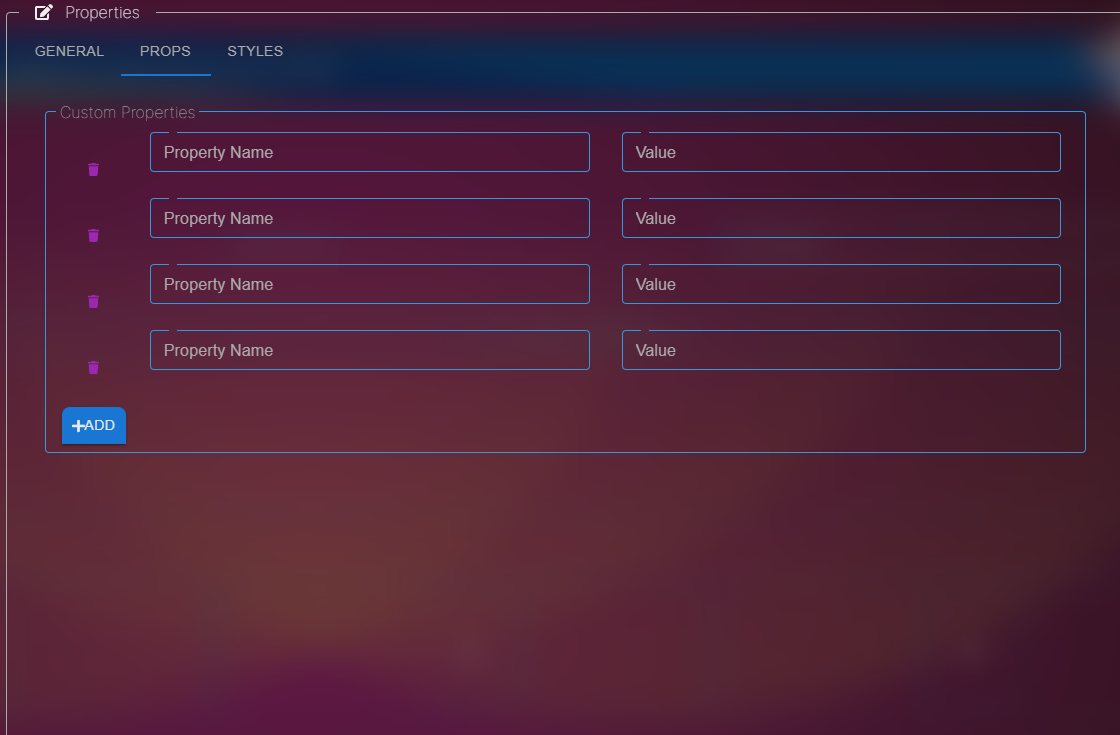 Properties
GENERAL PROPS STYLES
Custom Properties
Property Name Value
Property Name Value
Property Name Value
Property Name Value
ADD